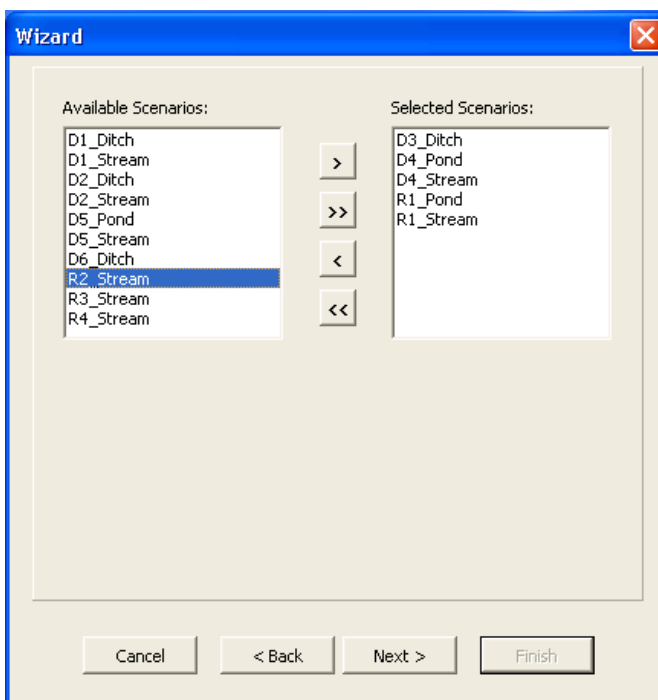 Wizard
Available Scenarios:
D1_Ditch
D1_Stream
D2_Ditch
D2_Stream
D5_Pond
D5_Stream
D6_Ditch
R2_Stream
R3_Stream
R4_Stream
>
>>
<
<<
Selected Scenarios:
D3_Ditch
D4_Pond
D4_Stream
R1_Pond
R1_Stream
Cancel
< Back
Next >
Finish